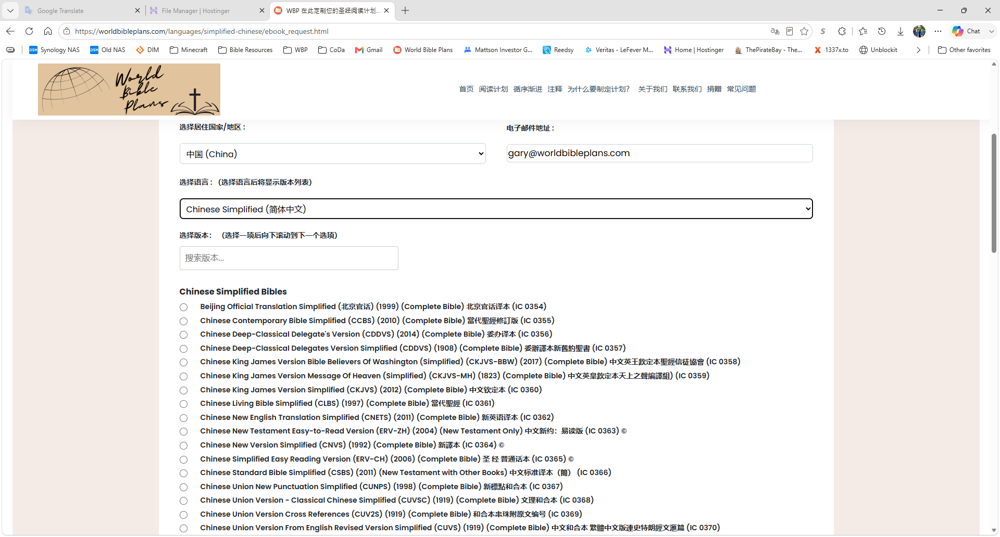 Google Translate
File Manager | Hostinger
WBP 在此定制您的圣经阅读计划...
https://worldbibleplans.com/languages/simplified-chinese/ebook_request.html
Chat
Synology NAS
Old NAS
DIM
Minecraft
Bible Resources
WBP
CoDa
Gmail
World Bible Plans
Mattson Investor G...
Reedsy
Veritas - LeFever M...
Home | Hostinger
ThePirateBay - The...
1337x.to
Unblockit
Other favorites
World
Bible
Plans
首页 阅读计划 循序渐进 注释 为什么要制定计划? 关于我们 联系我们 捐赠 常见问题
选择居住国家/地区：
电子邮件地址：
中国 (China)
gary@worldbibleplans.com
选择语言：（选择语言后将显示版本列表）
Chinese Simplified (简体中文)
选择版本： （选择一项后向下滚动到下一个选项）
搜索版本...
Chinese Simplified Bibles
Beijing Official Translation Simplified (北京官话) (1999) (Complete Bible) 北京官话译本 (IC 0354)
Chinese Contemporary Bible Simplified (CCBS) (2010) (Complete Bible) 當代聖經修訂版 (IC 0355)
Chinese Deep-Classical Delegate's Version (CDDVS) (2014) (Complete Bible) 委办译本 (IC 0356)
Chinese Deep-Classical Delegates Version Simplified (CDDVS) (1908) (Complete Bible) 委辦譯本新舊約聖書 (IC 0357)
Chinese King James Version Bible Believers Of Washington (Simplified) (CKJVS-BBW) (2017) (Complete Bible) 中文英王欽定本聖經信徒協會 (IC 0358)
Chinese King James Version Message Of Heaven (Simplified) (CKJVS-MH) (1823) (Complete Bible) 中文英皇欽定本天上之聲編譯組) (IC 0359)
Chinese King James Version Simplified (CKJVS) (2012) (Complete Bible) 中文钦定本 (IC 0360)
Chinese Living Bible Simplified (CLBS) (1997) (Complete Bible) 當代聖經 (IC 0361)
Chinese New English Translation Simplified (CNETS) (2011) (Complete Bible) 新英语译本 (IC 0362)
Chinese New Testament Easy-to-Read Version (ERV-ZH) (2004) (New Testament Only) 中文新约：易读版 (IC 0363) ©
Chinese New Version Simplified (CNVS) (1992) (Complete Bible) 新譯本 (IC 0364) ©
Chinese Simplified Easy Reading Version (ERV-CH) (2006) (Complete Bible) 圣 经 普通话本 (IC 0365) ©
Chinese Standard Bible Simplified (CSBS) (2011) (New Testament with Other Books) 中文标准译本（簡） (IC 0366)
Chinese Union New Punctuation Simplified (CUNPS) (1998) (Complete Bible) 新標點和合本 (IC 0367)
Chinese Union Version - Classical Chinese Simplified (CUVSC) (1919) (Complete Bible) 文理和合本 (IC 0368)
Chinese Union Version Cross References (CUV2S) (1919) (Complete Bible) 和合本串珠附原文编号 (IC 0369)
Chinese Union Version From English Revised Version Simplified (CUVS) (1919) (Complete Bible) 中文和合本 繁體中文版連史特朗經文滙篇 (IC 0370)